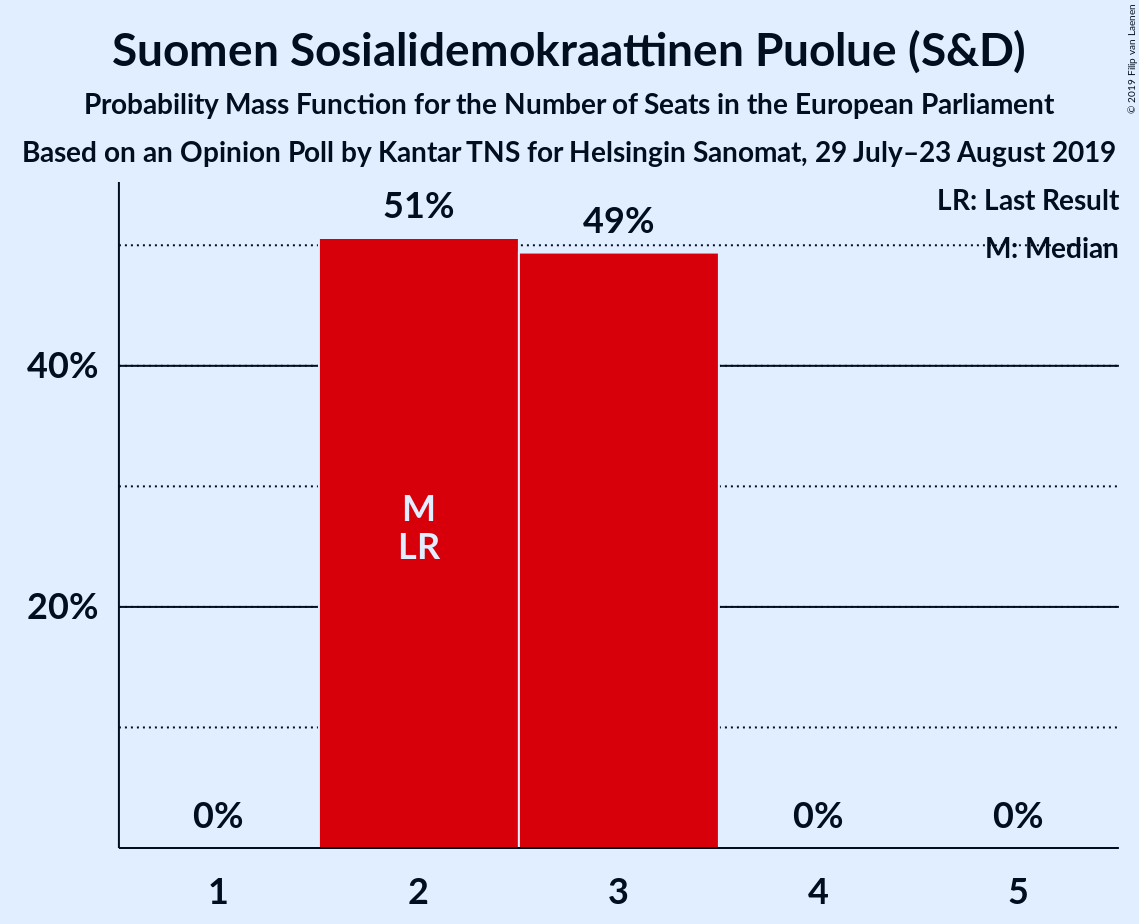 Suomen Sosialidemokraattinen Puolue (S&D)
Probability Mass Function for the Number of Seats in the European Parliament
Based on an Opinion Poll by Kantar TNS for Helsingin Sanomat, 29 July–23 August 2019
© 2019 Filip van Laenen
LR: Last Result
M: Median
51%
49%
40%
20%
M
LR
0%
0%
0%
1
2
3
4
5